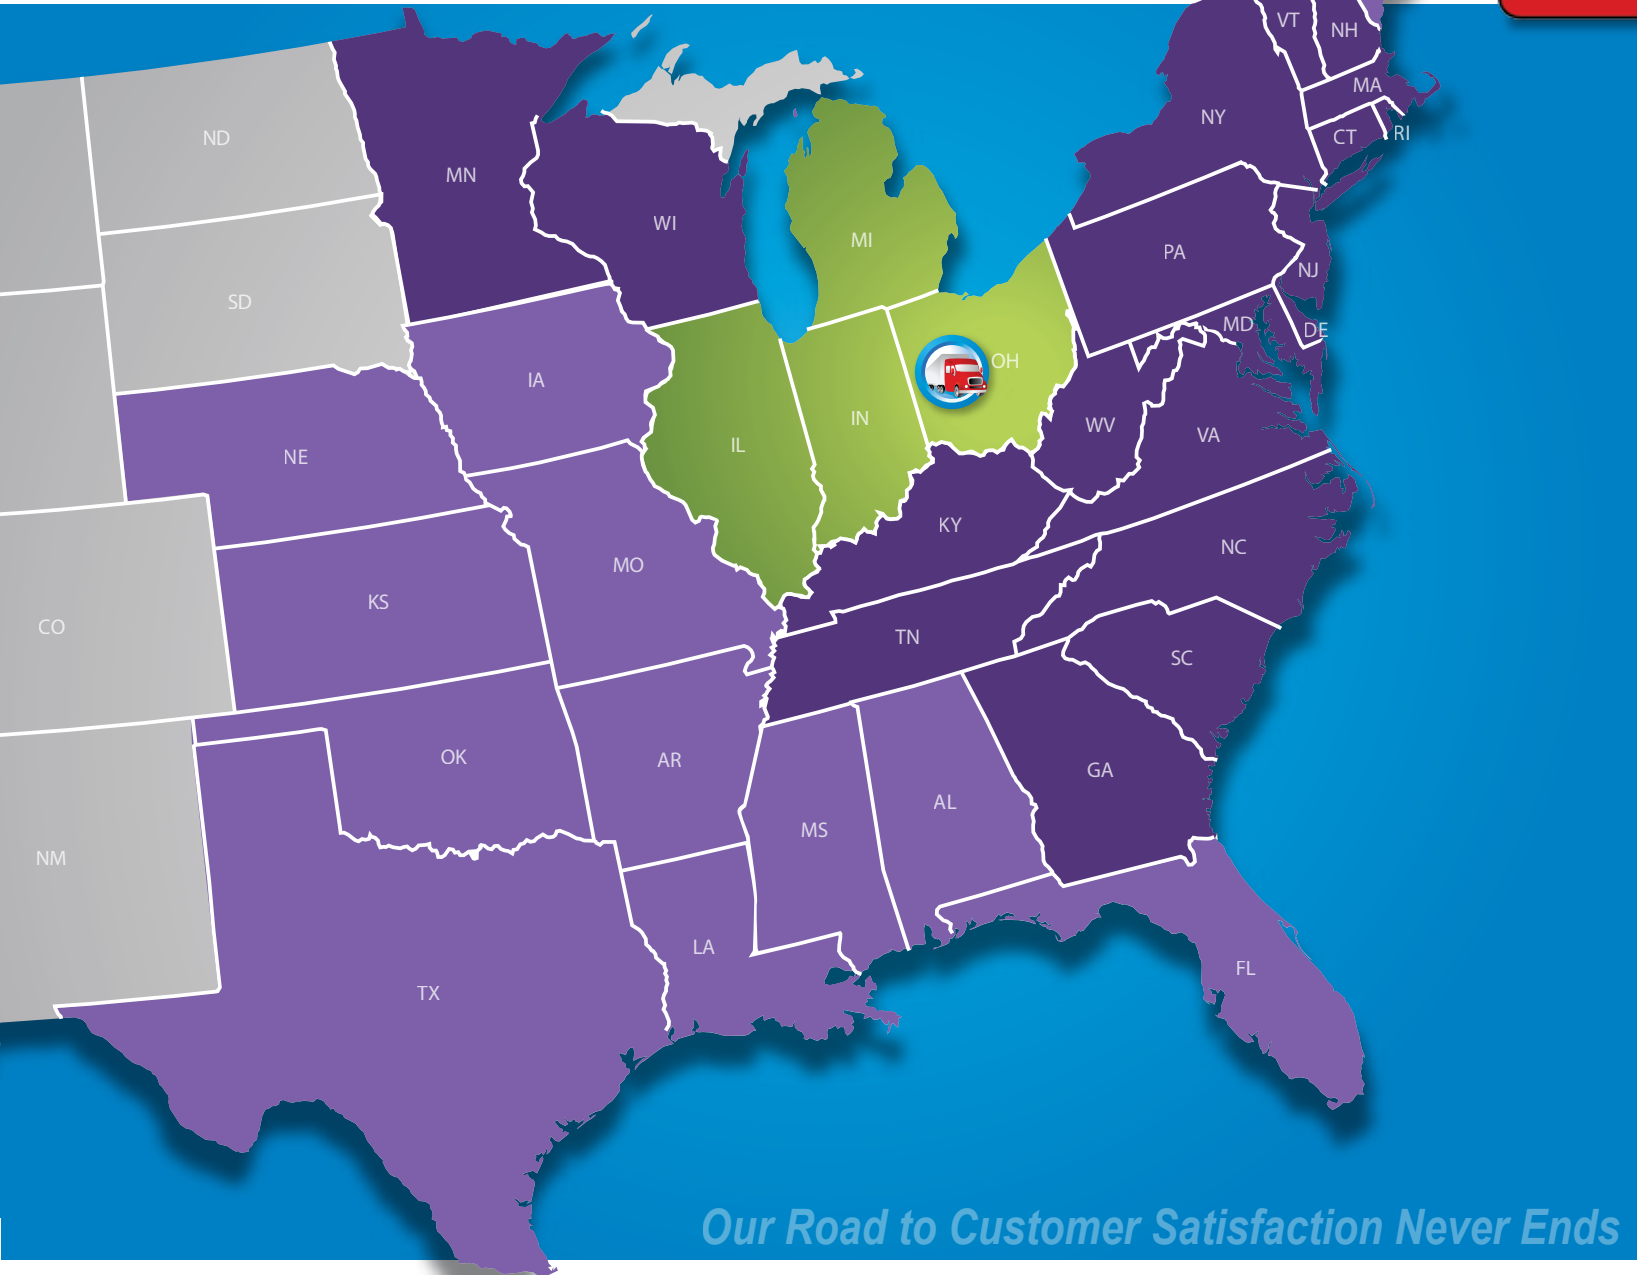 VT
NH
MA
ND
NY
CT
RI
MN
WI
MI
PA
NJ
SD
MD
DE
OH
IA
IN
WV
VA
IL
NE
KY
NC
MO
KS
CO
TN
SC
OK
AR
GA
AL
MS
NM
LA
FL
TX
Our Road to Customer Satisfaction Never Ends